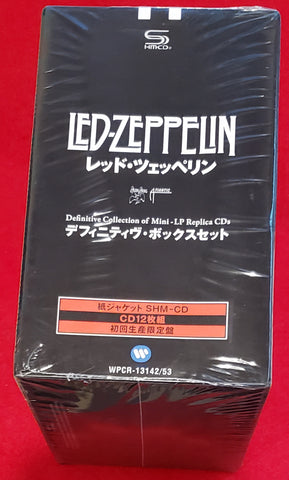 SHM-CD
LED-ZEPPELIN
レッド・ツェッペリン
Definitive Collection of Mini-LP Replica CDs
デフィニティヴ・ボックスセット
紙ジャケット SHM-CD
CD12枚組
初回生産限定盤
WPCR-13142/53